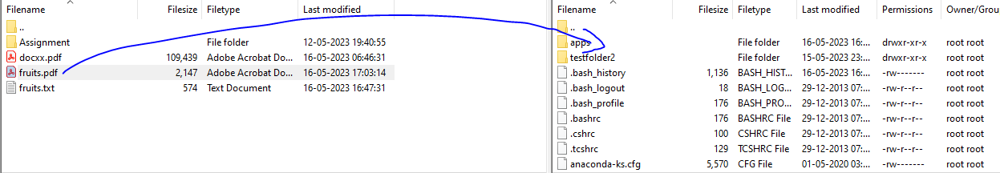 Filename Filesize Filetype Last modified
..
Assignment File folder 12-05-2023 19:40:55
docxx.pdf 109,439 Adobe Acrobat Do... 16-05-2023 06:46:31
fruits.pdf 2,147 Adobe Acrobat Do... 16-05-2023 17:03:14
fruits.txt 574 Text Document 16-05-2023 16:47:31
Filename Filesize Filetype Last modified Permissions Owner/Grou
..
apps File folder 16-05-2023 16:... drwxr-xr-x root root
testfolder2 File folder 15-05-2023 23:... drwxr-xr-x root root
.bash_history 1,136 BASH_HIST... 16-05-2023 16:... -rw------- root root
.bash_logout 18 BASH_LOG... 29-12-2013 07:... -rw-r--r-- root root
.bash_profile 176 BASH_PRO... 29-12-2013 07:... -rw-r--r-- root root
.bashrc 176 BASHRC File 29-12-2013 07:... -rw-r--r-- root root
.cshrc 100 CSHRC File 29-12-2013 07:... -rw-r--r-- root root
.tcshrc 129 TCSHRC File 29-12-2013 07:... -rw-r--r-- root root
anaconda-ks.cfg 5,570 CFG File 01-05-2020 03:... -rw------- root root